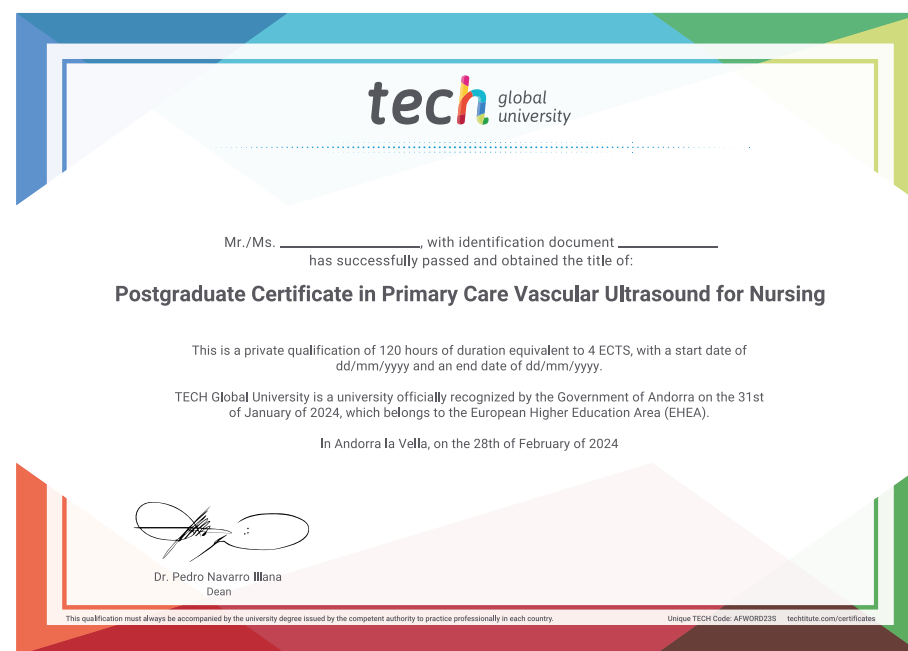 tech global university
Mr./Ms. ____________________, with identification document ______________
has successfully passed and obtained the title of:
Postgraduate Certificate in Primary Care Vascular Ultrasound for Nursing
This is a private qualification of 120 hours of duration equivalent to 4 ECTS, with a start date of
dd/mm/yyyy and an end date of dd/mm/yyyy.
TECH Global University is a university officially recognized by the Government of Andorra on the 31st
of January of 2024, which belongs to the European Higher Education Area (EHEA).
In Andorra la Vella, on the 28th of February of 2024
Dr. Pedro Navarro Illana
Dean
This qualification must always be accompanied by the university degree issued by the competent authority to practice professionally in each country.
Unique TECH Code: AFWORD23S techtitute.com/certificates